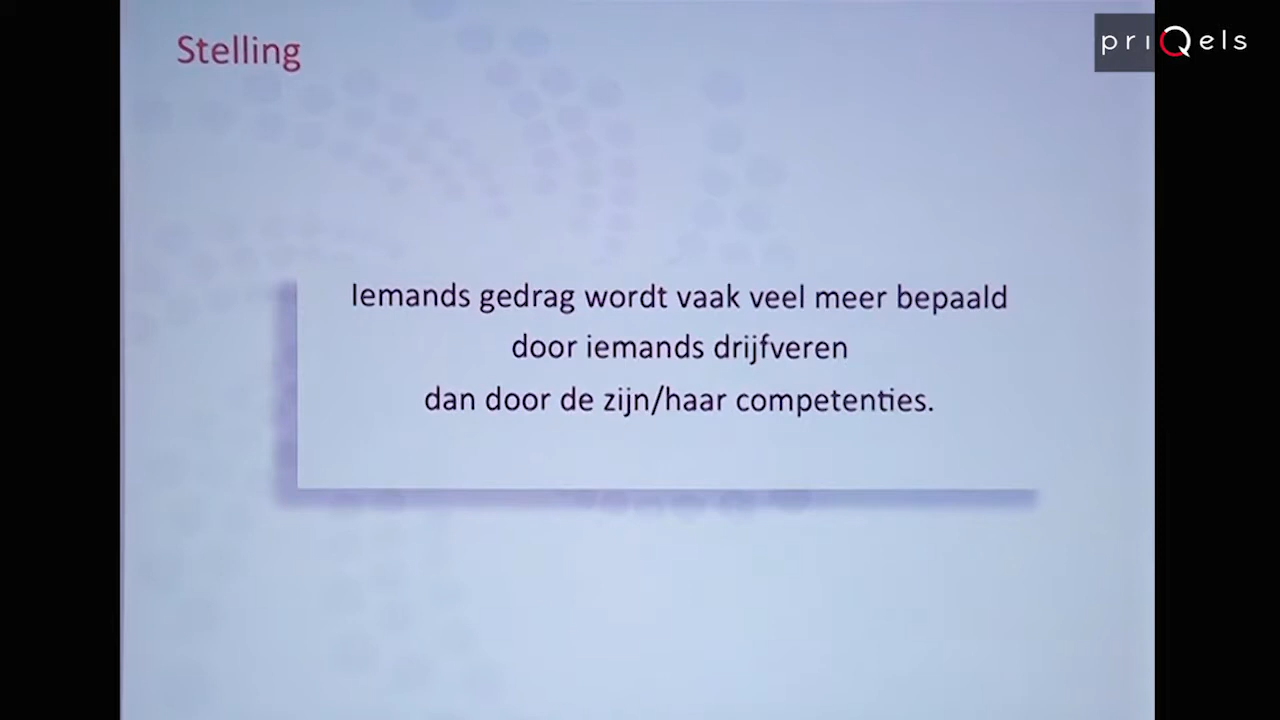 Stelling
priQels
Iemands gedrag wordt vaak veel meer bepaald
door iemands drijfveren
dan door de zijn/haar competenties.